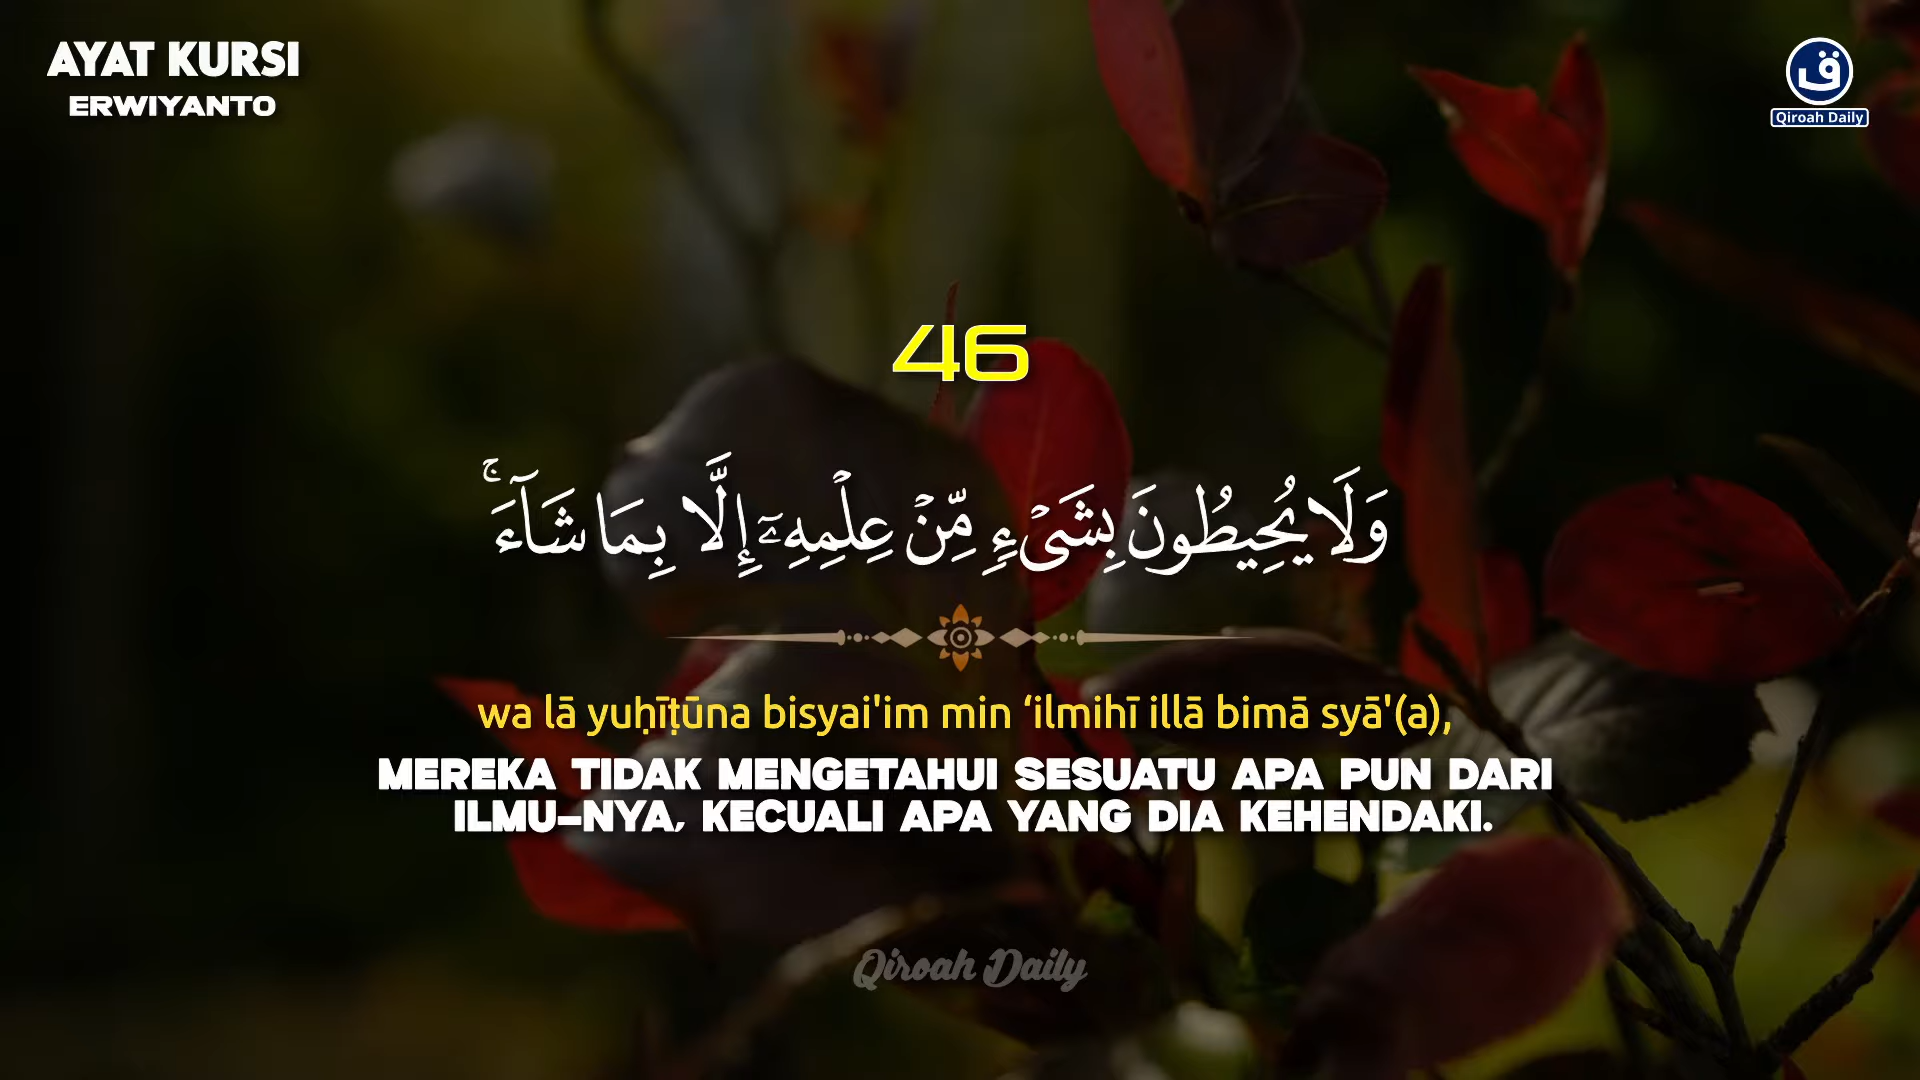 AYAT KURSI
ERWIYANTO
ق
Qiroah Daily
46
وَلَا يُحِيطُونَ بِشَىْءٍ مِّنْ عِلْمِهِۦٓ إِلَّا بِمَا شَآءَ ۚ
wa lā yuḥīṭūna bisyai'im min ‘ilmihī illā bimā syā'(a),
MEREKA TIDAK MENGETAHUI SESUATU APA PUN DARI
ILMU-NYA, KECUALI APA YANG DIA KEHENDAKI.
Qiroah Daily